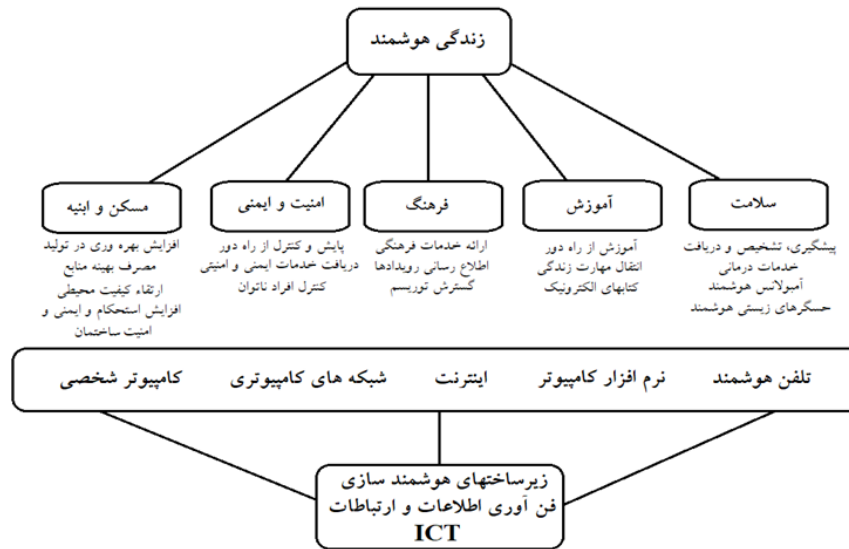 زندگی هوشمند
سلامت
پیشگیری، تشخیص و دریافت
خدمات درمانی
آمبولانس هوشمند
حسگرهای زیستی هوشمند
آموزش
آموزش از راه دور
انتقال مهارت زندگی
کتابهای الکترونیک
فرهنگ
ارائه خدمات فرهنگی
اطلاع رسانی رویدادها
گسترش توریسم
امنیت و ایمنی
پایش و کنترل از راه دور
دریافت خدمات ایمنی و امنیتی
کنترل افراد ناتوان
مسکن و ابنیه
افزایش بهره وری در تولید
مصرف بهینه منابع
ارتقاء کیفیت محیطی
افزایش استحکام و ایمنی و
امنیت ساختمان
تلفن هوشمند نرم افزار کامپیوتر اینترنت شبکه های کامپیوتری کامپیوتر شخصی
زیرساختهای هوشمند سازی
فن آوری اطلاعات و ارتباطات
ICT